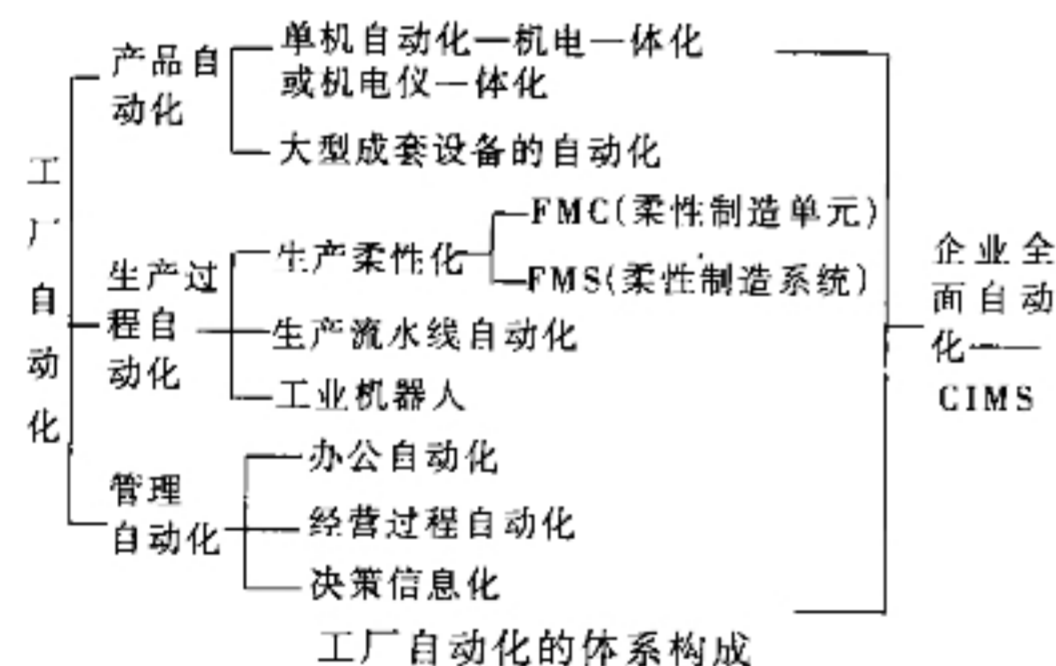 工厂自动化
产品自
动化
单机自动化—机电一体化
或机电仪一体化
大型成套设备的自动化
生产过
程自
动化
生产柔性化
FMC(柔性制造单元)
FMS(柔性制造系统)
生产流水线自动化
工业机器人
管理
自动化
办公自动化
经营过程自动化
决策信息化
企业全
面自动
化——
CIMS
工厂自动化的体系构成